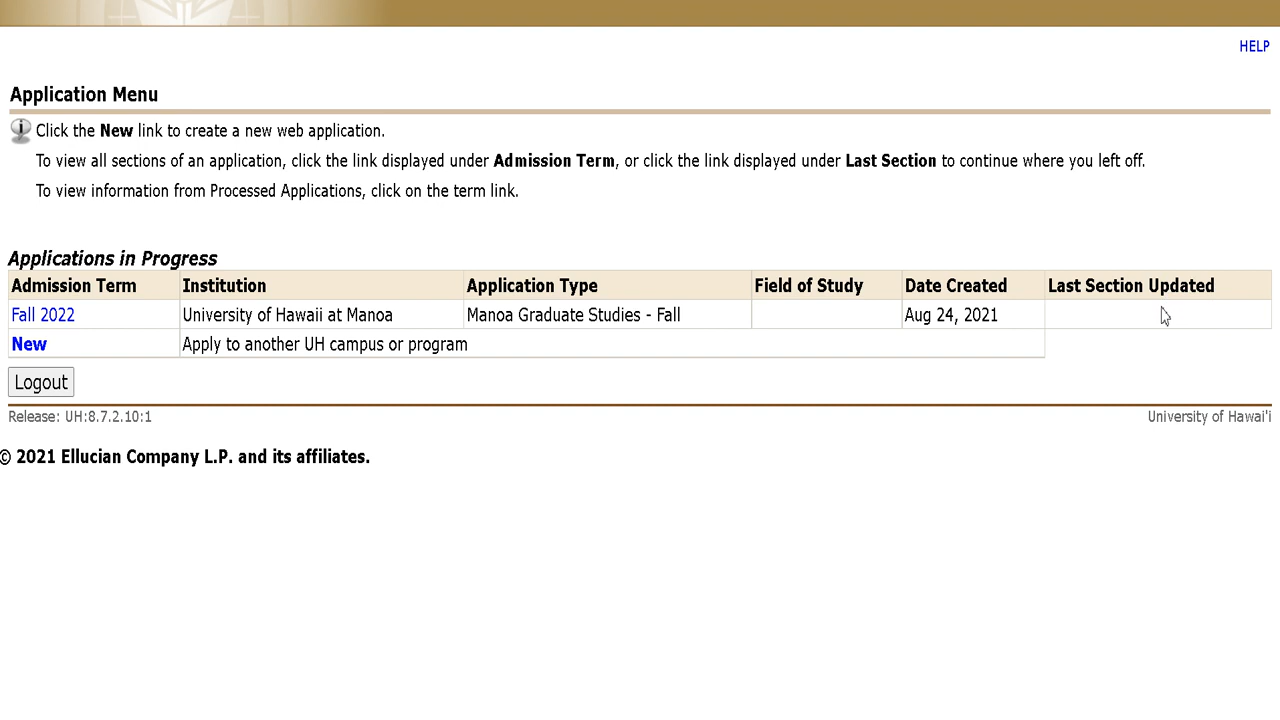 HELP
Application Menu
Click the New link to create a new web application.
To view all sections of an application, click the link displayed under Admission Term, or click the link displayed under Last Section to continue where you left off.
To view information from Processed Applications, click on the term link.
Applications in Progress
Admission Term Institution Application Type Field of Study Date Created Last Section Updated
Fall 2022 University of Hawaii at Manoa Manoa Graduate Studies - Fall Aug 24, 2021
New Apply to another UH campus or program
Logout
Release: UH:8.7.2.10:1 University of Hawai'i
© 2021 Ellucian Company L.P. and its affiliates.